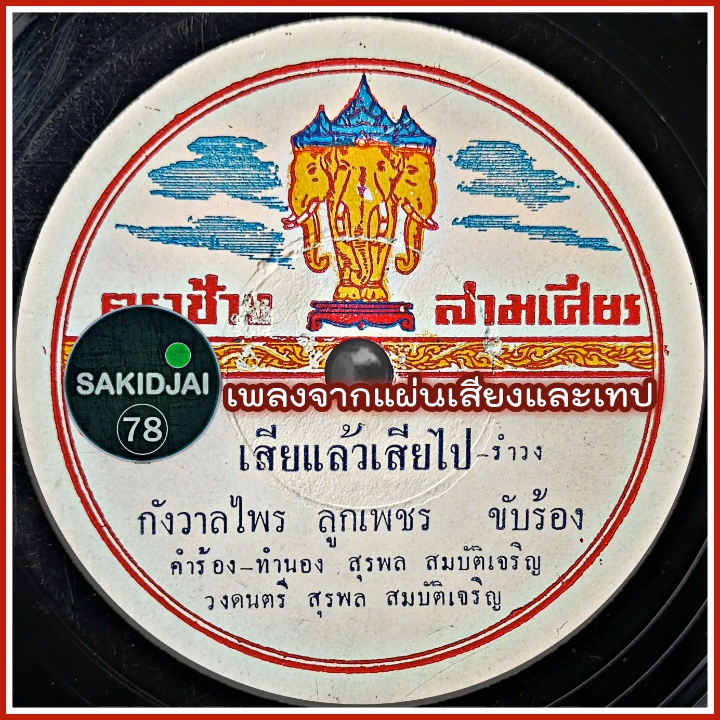 ตราช้าง สามเศียร
SAKIDJAI
78
เพลงจากแผ่นเสียงและเทป
เสียแล้วเสียไป - รำวง
กังวาลไพร ลูกเพชร ขับร้อง
คำร้อง - ทำนอง สุรพล สมบัติเจริญ
วงดนตรี สุรพล สมบัติเจริญ